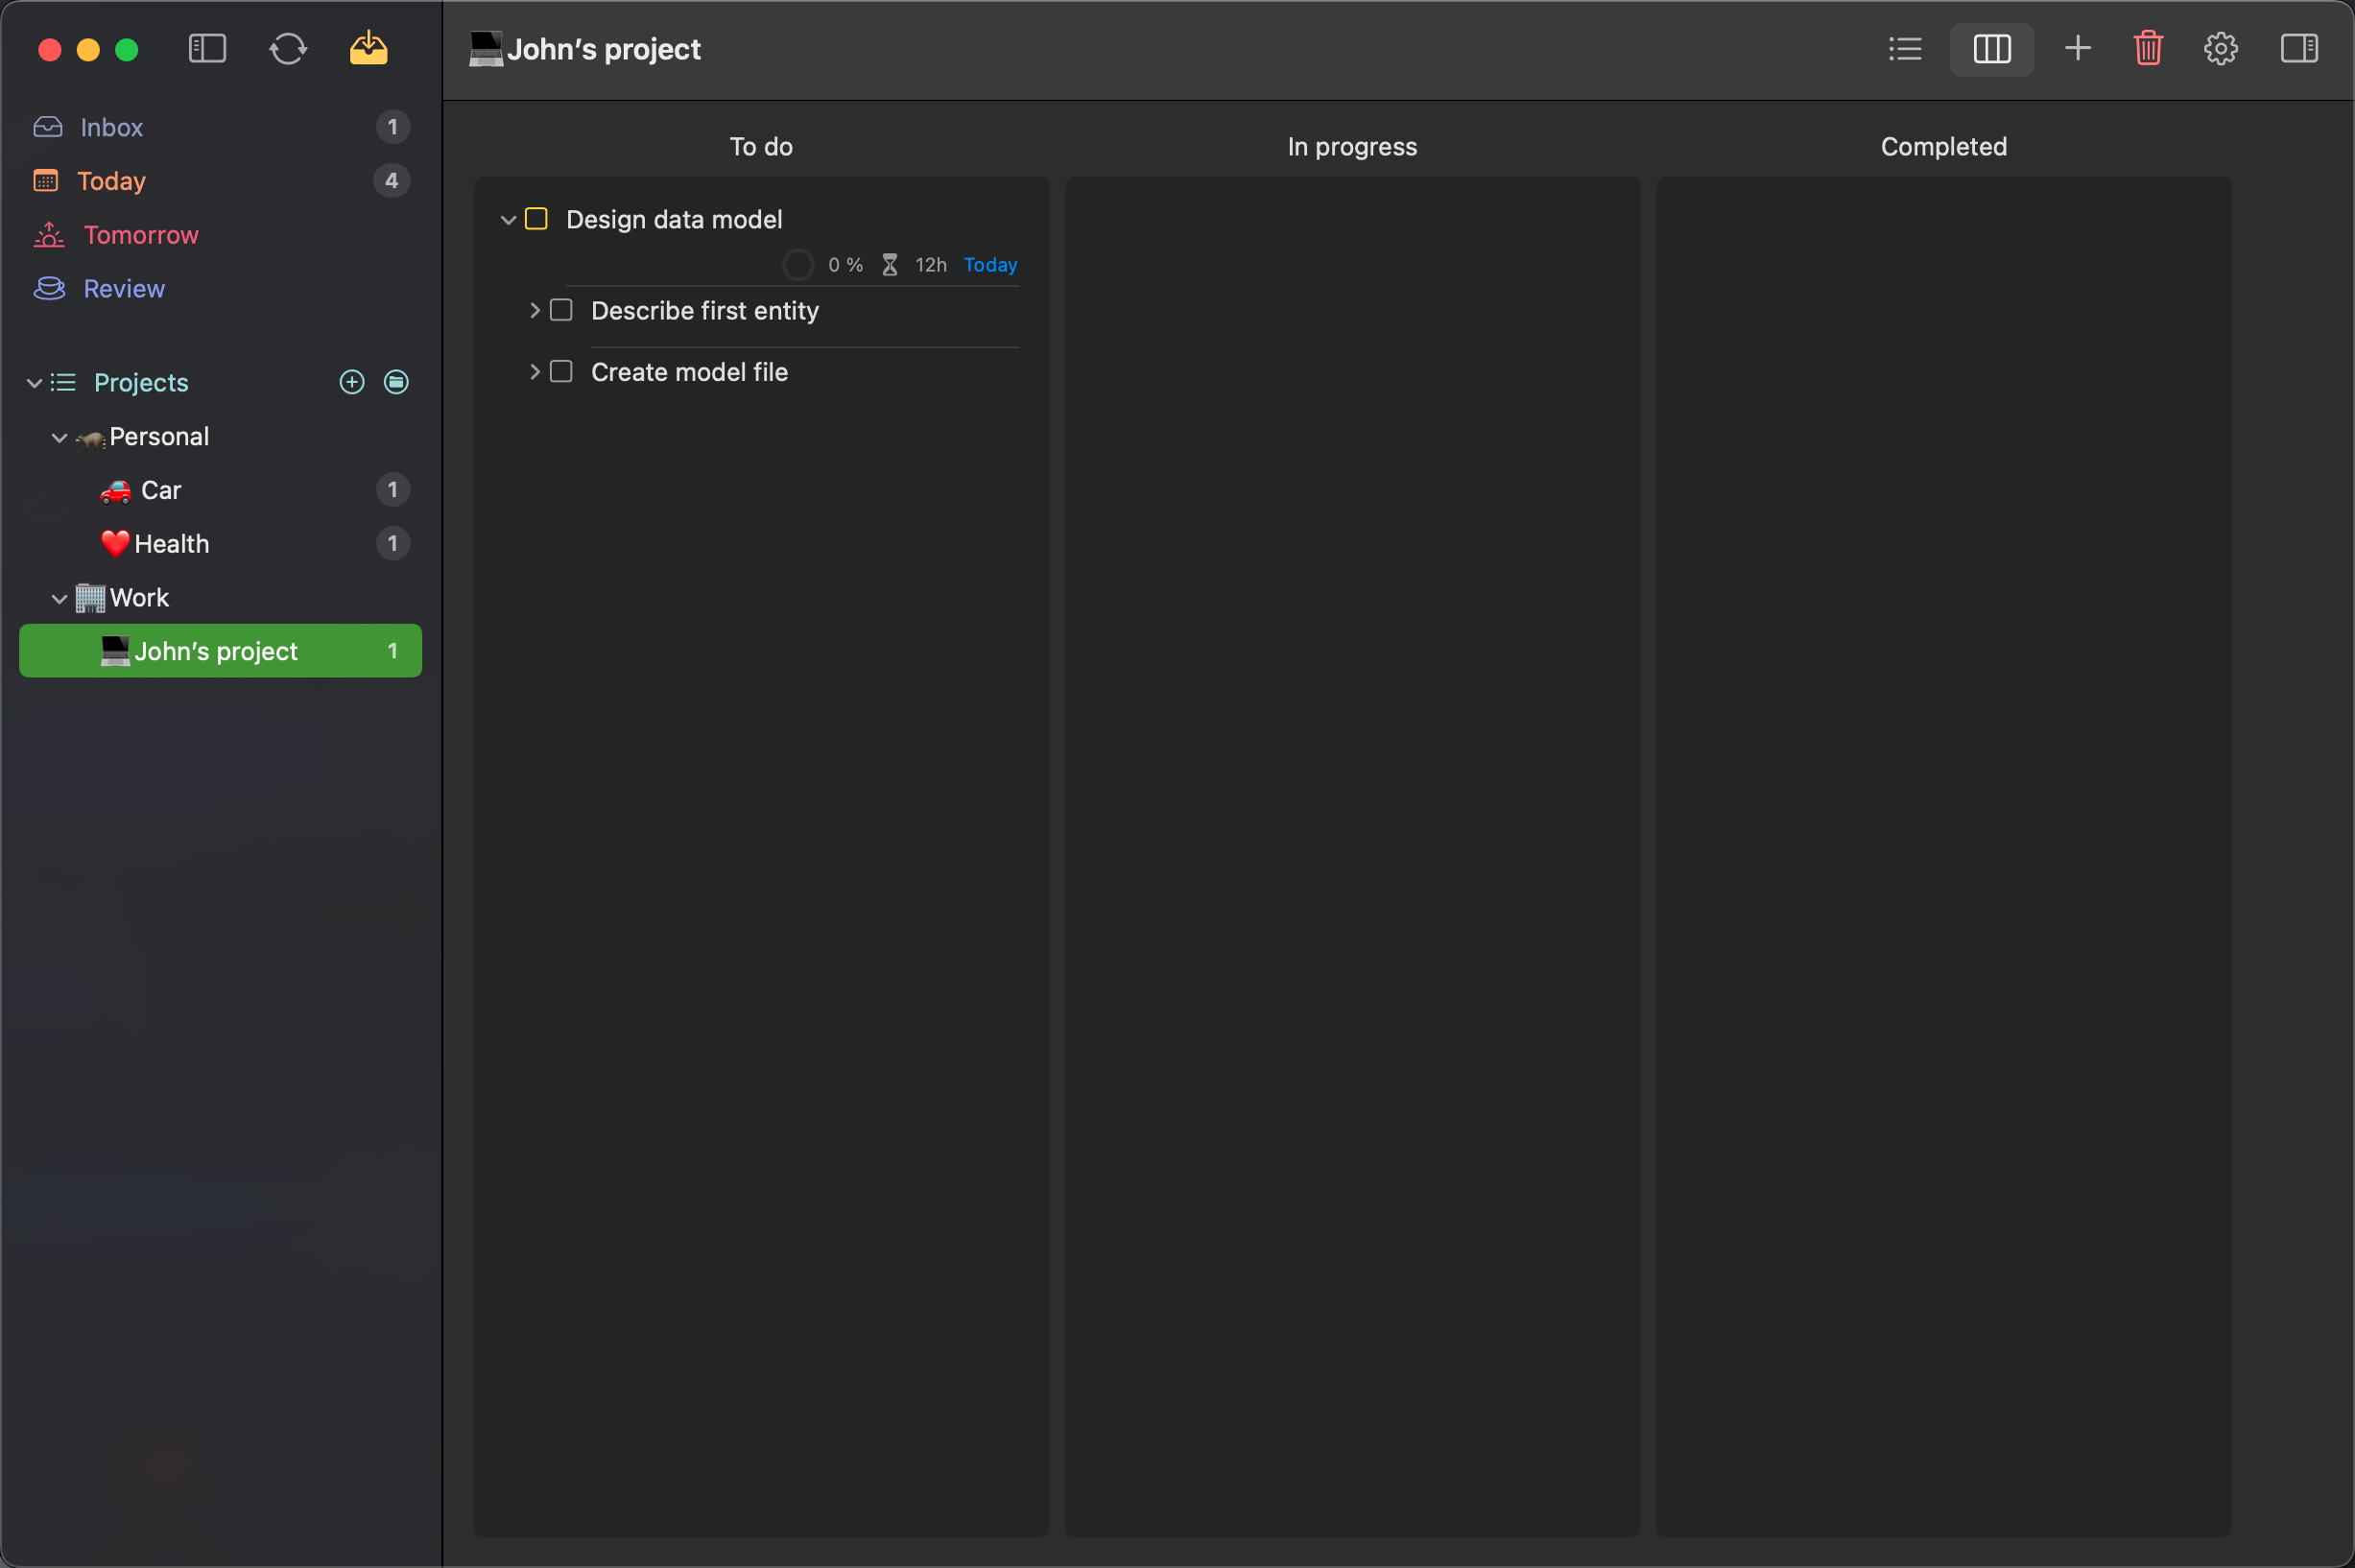 John’s project
Inbox 1
Today 4
Tomorrow
Review
Projects
Personal
Car 1
Health 1
Work
John’s project 1
To do
Design data model
0 % 12h Today
Describe first entity
Create model file
In progress
Completed